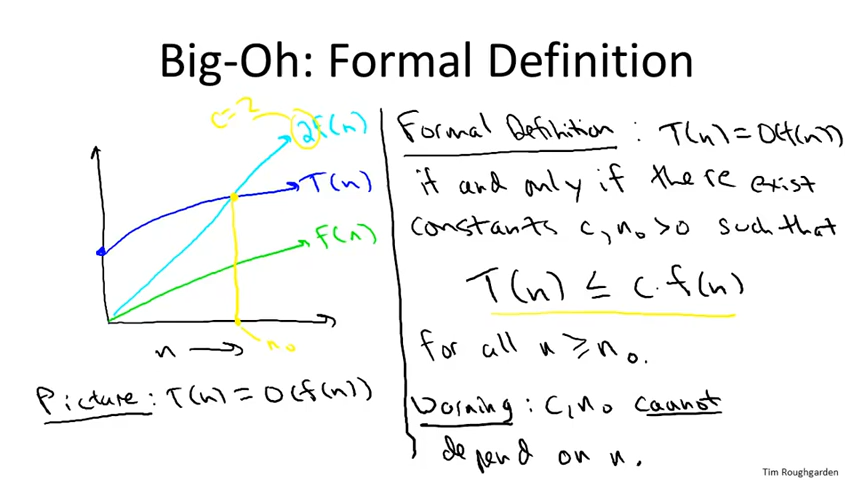 Big-Oh: Formal Definition
c=2
2f(n)
T(n)
f(n)
n →
n₀
Picture: T(n) = O(f(n))
Formal Definition : T(n) = O(f(n))
if and only if there exist
constants c, n₀ > 0 such that
T(n) ≤ c·f(n)
for all n ≥ n₀.
Warning : c, n₀ cannot
depend on n.
Tim Roughgarden